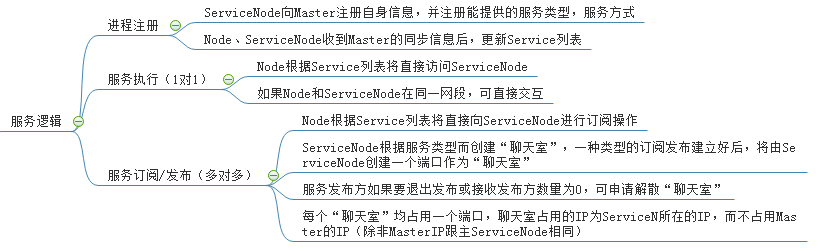 服务逻辑
进程注册
ServiceNode向Master注册自身信息，并注册能提供的服务类型，服务方式
Node、ServiceNode收到Master的同步信息后，更新Service列表
服务执行（1对1）
Node根据Service列表将直接访问ServiceNode
如果Node和ServiceNode在同一网段，可直接交互
服务订阅/发布（多对多）
Node根据Service列表将直接向ServiceNode进行订阅操作
ServiceNode根据服务类型而创建“聊天室”，一种类型的订阅发布建立好后，将由Se
rviceNode创建一个端口作为“聊天室”
服务发布方如果要退出发布或接收发布方数量为0，可申请解散“聊天室”
每个“聊天室”均占用一个端口，聊天室占用的IP为ServiceN所在的IP，而不占用Mas
ter的IP（除非MasterIP跟主ServiceNode相同）